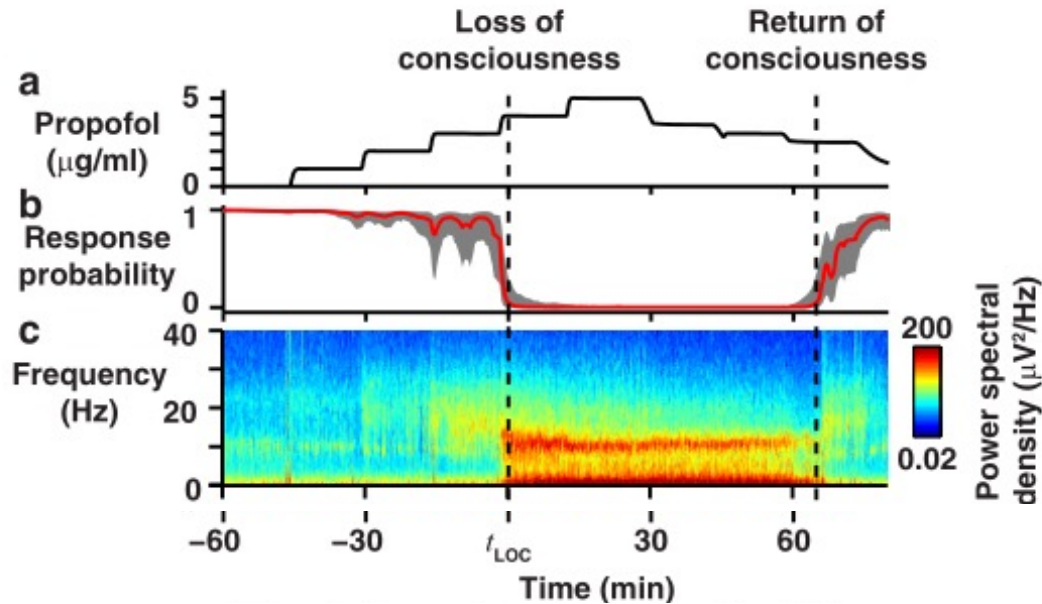 Loss of
consciousness
Return of
consciousness
a
Propofol
(μg/ml)
5
0
b
Response
probability
1
0
c
Frequency
(Hz)
40
20
0
200
0.02
Power spectral
density (μV²/Hz)
−60
−30
tLOC
30
60
Time (min)